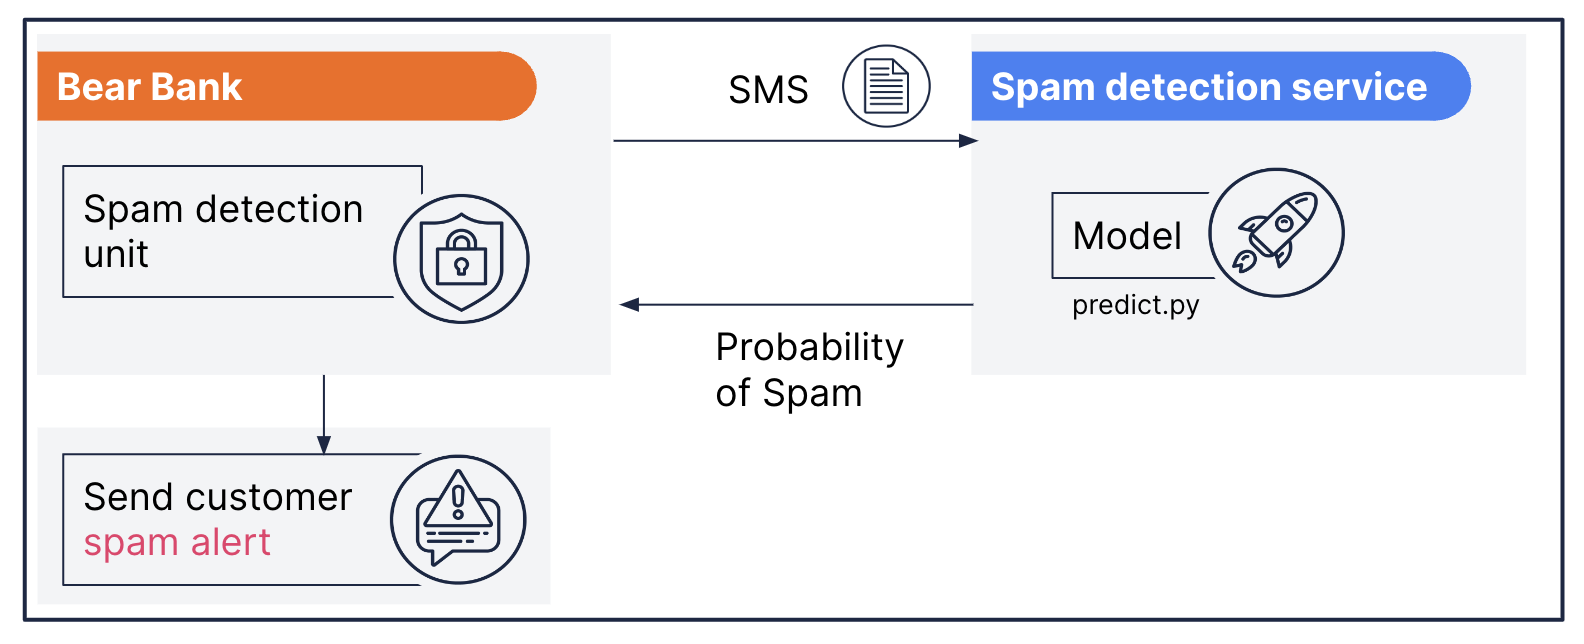 Bear Bank
SMS
Spam detection service
Spam detection
unit
Model
predict.py
Probability
of Spam
Send customer
spam alert